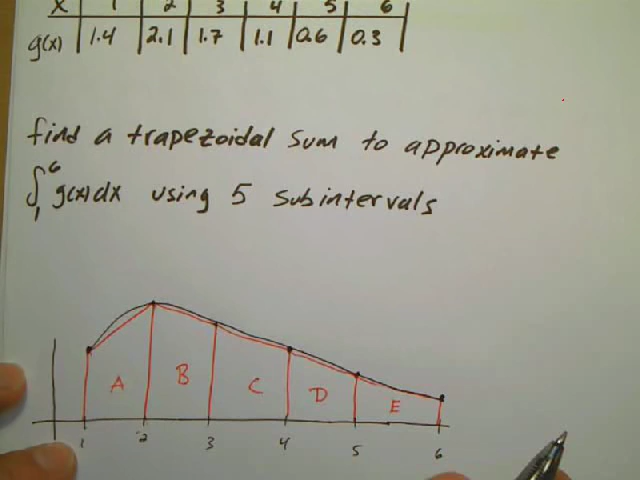 x 1 2 3 4 5 6
g(x) 1.4 2.1 1.7 1.1 0.6 0.3
find a trapezoidal sum to approximate
∫₁⁶ g(x)dx using 5 subintervals
A B C D E
1 2 3 4 5 6